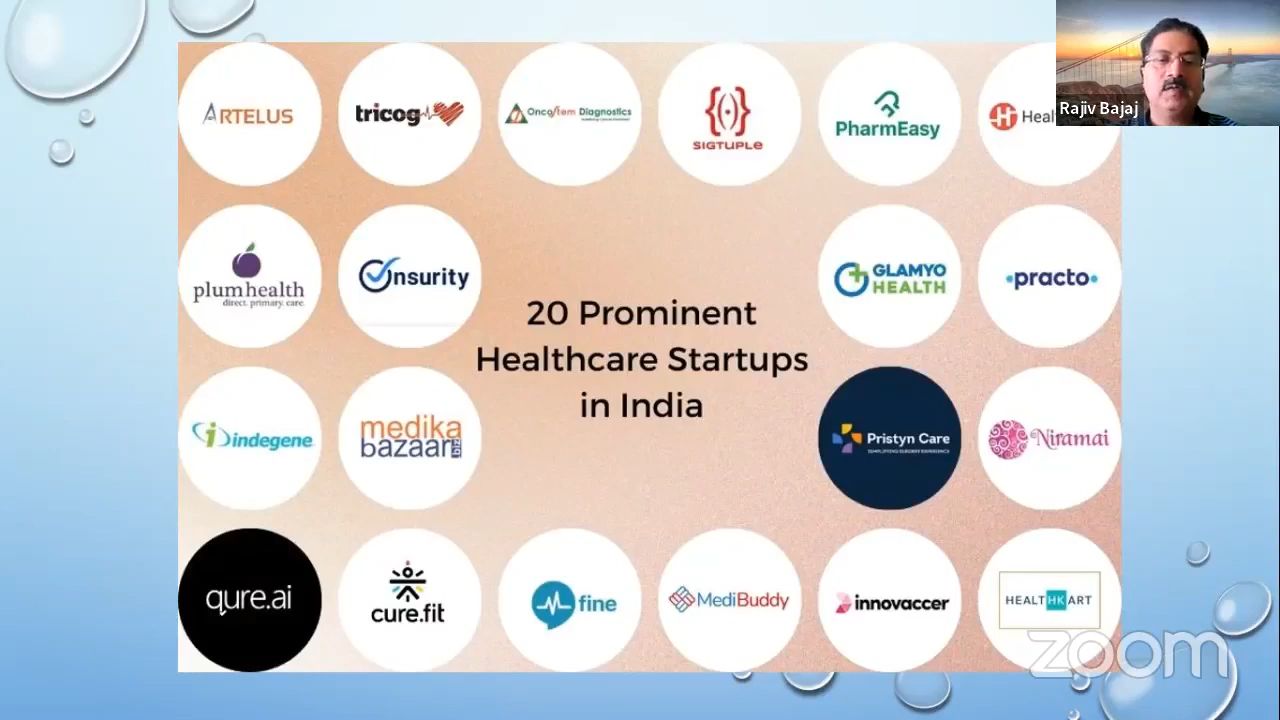 ARTELUS
tricog
OncoStem Diagnostics
SIGTUPLe
PharmEasy
Heal
Rajiv Bajaj
plumhealth
direct. primary. care.
Onsurity
GLAMYO
HEALTH
practo
20 Prominent
Healthcare Startups
in India
indegene
medika
bazaar
biz
Pristyn Care
Niramai
qure.ai
cure.fit
fine
MediBuddy
innovaccer
HEALTHKART
zoom